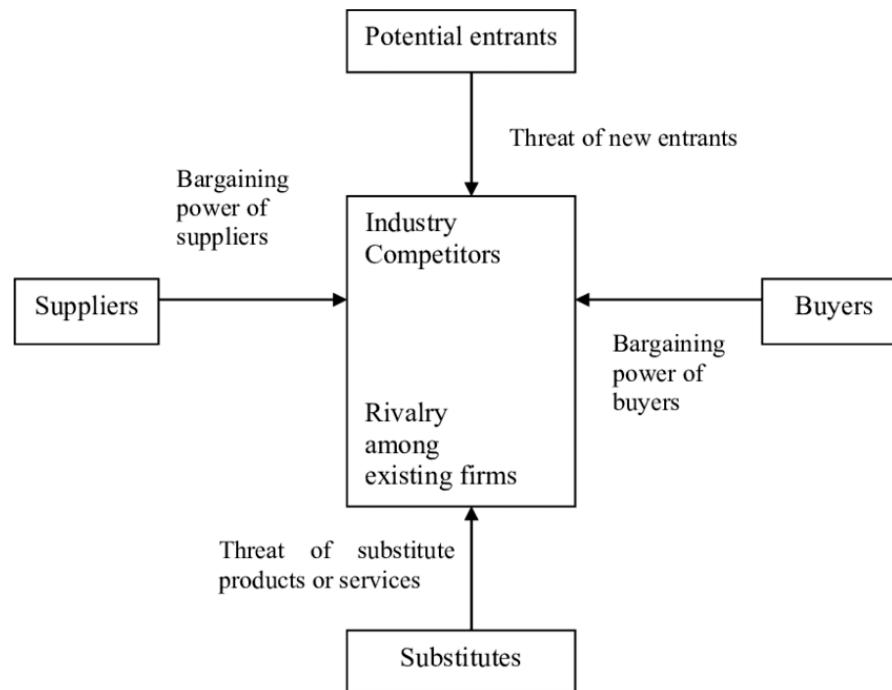 Potential entrants
Threat of new entrants
Bargaining
power of
suppliers
Industry
Competitors
Suppliers
Buyers
Bargaining
power of
buyers
Rivalry
among
existing firms
Threat of substitute
products or services
Substitutes